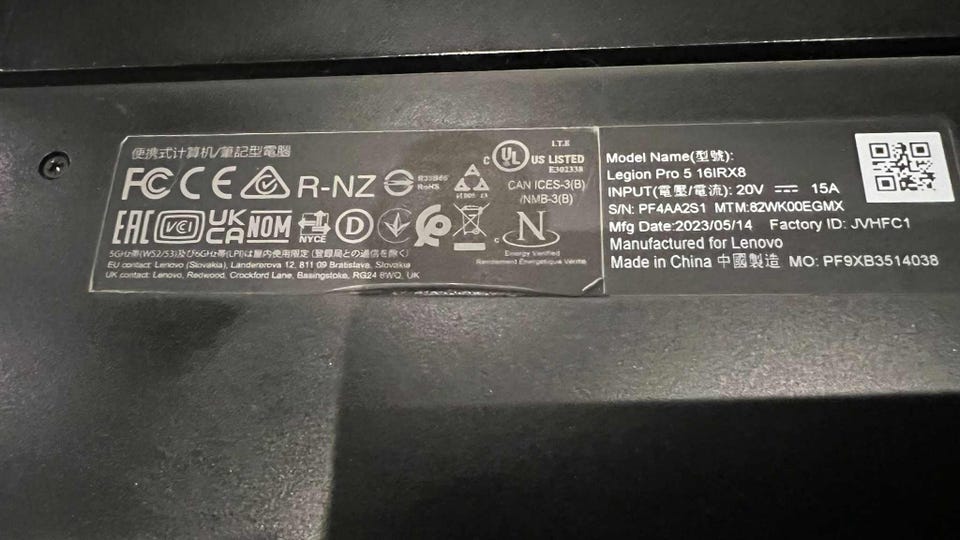 便携式计算机/筆記型電腦
FC CE R-NZ RoHS
c UL US LISTED
I.T.E
E302338
CAN ICES-3(B)
/NMB-3(B)
EAC VCI UK CA NOM NYCE D
c N
Energy Verified
Rendement Énergétique Vérifié
5GHz帯(W52/53)及び6GHz帯(LPI)は屋内使用限定 (登録局との通信を除く)
EU contact: Lenovo (Slovakia), Landererova 12, 811 09 Bratislava, Slovakia
UK contact: Lenovo, Redwood, Crockford Lane, Basingstoke, RG24 8WQ, UK
Model Name(型號):
Legion Pro 5 16IRX8
INPUT(電壓/電流): 20V ⎓ 15A
S/N: PF4AA2S1 MTM:82WK00EGMX
Mfg Date:2023/05/14 Factory ID: JVHFC1
Manufactured for Lenovo
Made in China 中國製造 MO: PF9XB3514038